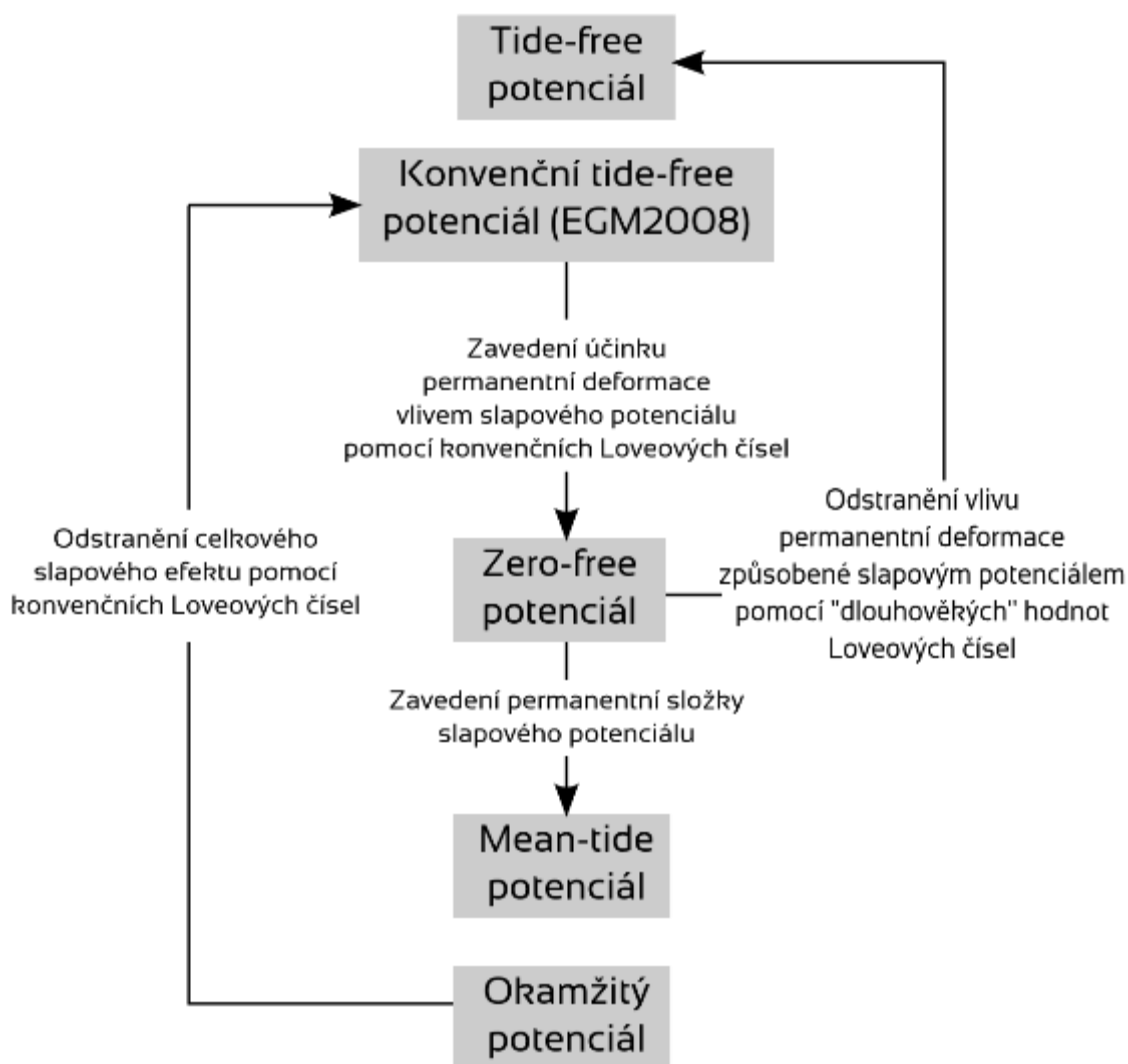 Tide-free
potenciál
Konvenční tide-free
potenciál (EGM2008)
Zavedení účinku
permanentní deformace
vlivem slapového potenciálu
pomocí konvenčních Loveových čísel
Odstranění celkového
slapového efektu pomocí
konvenčních Loveových čísel
Zero-free
potenciál
Odstranění vlivu
permanentní deformace
způsobené slapovým potenciálem
pomocí "dlouhověkých" hodnot
Loveových čísel
Zavedení permanentní složky
slapového potenciálu
Mean-tide
potenciál
Okamžitý
potenciál